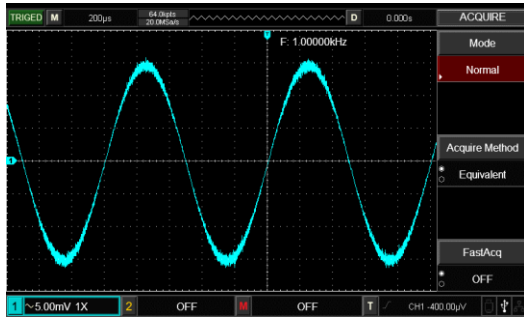 TRIGED M 200μs 64.0kpts D 0.000s ACQUIRE
20.0MSa/s
T
F: 1.00000kHz
Mode
Normal
1
Acquire Method
Equivalent
FastAcq
OFF
1 ~5.00mV 1X 2 OFF M OFF T CH1 -400.00μV